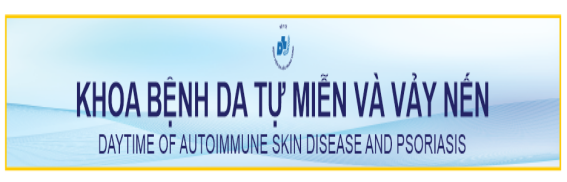 KHOA BỆNH DA TỰ MIỄN VÀ VẢY NẾN
DAYTIME OF AUTOIMMUNE SKIN DISEASE AND PSORIASIS